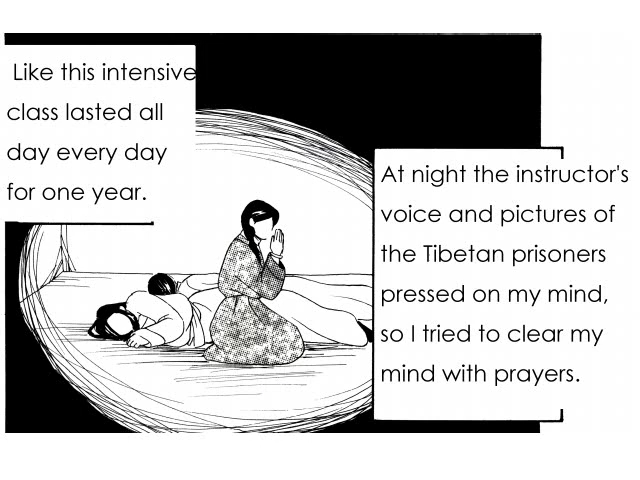 Like this intensive
class lasted all
day every day
for one year.
At night the instructor's
voice and pictures of
the Tibetan prisoners
pressed on my mind,
so I tried to clear my
mind with prayers.